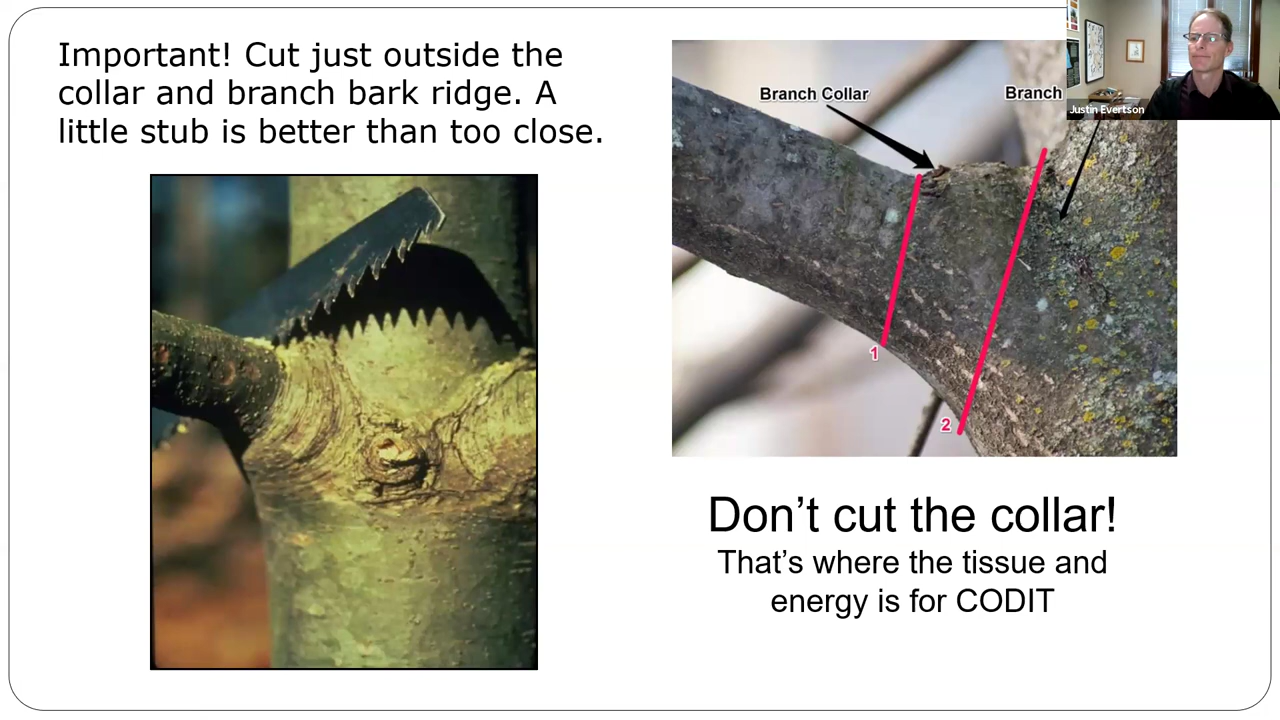 Important! Cut just outside the
collar and branch bark ridge. A
little stub is better than too close.
Branch Collar
Branch
Justin Evertson
1
2
Don’t cut the collar!
That’s where the tissue and
energy is for CODIT